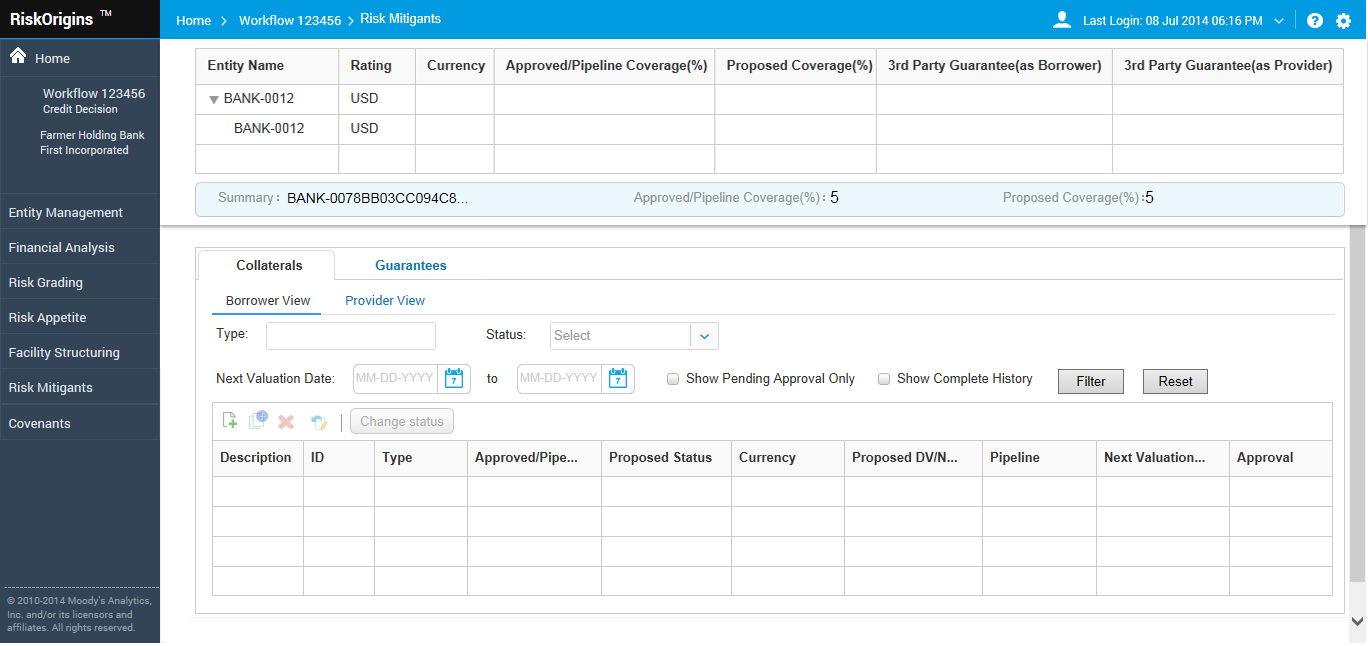 RiskOrigins TM
Home > Workflow 123456 > Risk Mitigants
Last Login: 08 Jul 2014 06:16 PM
?
Home
Workflow 123456
Credit Decision
Farmer Holding Bank
First Incorporated
Entity Management
Financial Analysis
Risk Grading
Risk Appetite
Facility Structuring
Risk Mitigants
Covenants
© 2010-2014 Moody's Analytics,
Inc. and/or its licensors and
affiliates. All rights reserved.
Entity Name Rating Currency Approved/Pipeline Coverage(%) Proposed Coverage(%) 3rd Party Guarantee(as Borrower) 3rd Party Guarantee(as Provider)
BANK-0012 USD
BANK-0012 USD
Summary : BANK-0078BB03CC094C8... Approved/Pipeline Coverage(%) : 5 Proposed Coverage(%) :5
Collaterals Guarantees
Borrower View Provider View
Type: Status: Select
Next Valuation Date: MM-DD-YYYY 7 to MM-DD-YYYY 7 Show Pending Approval Only Show Complete History Filter Reset
Change status
Description ID Type Approved/Pipe... Proposed Status Currency Proposed DV/N... Pipeline Next Valuation... Approval